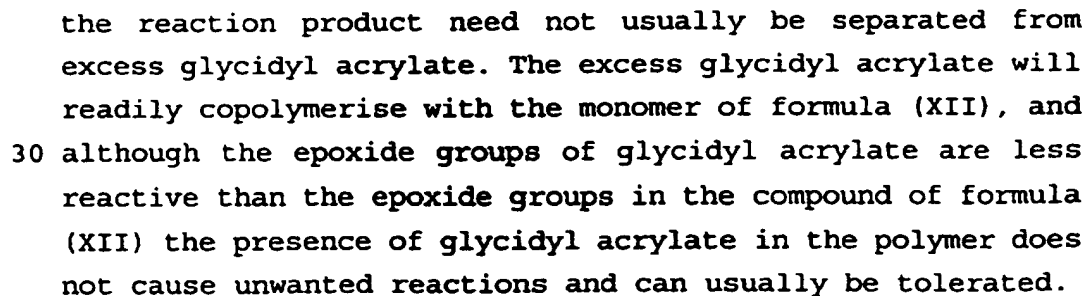 the reaction product need not usually be separated from
excess glycidyl acrylate. The excess glycidyl acrylate will
readily copolymerise with the monomer of formula (XII), and
30 although the epoxide groups of glycidyl acrylate are less
reactive than the epoxide groups in the compound of formula
(XII) the presence of glycidyl acrylate in the polymer does
not cause unwanted reactions and can usually be tolerated.